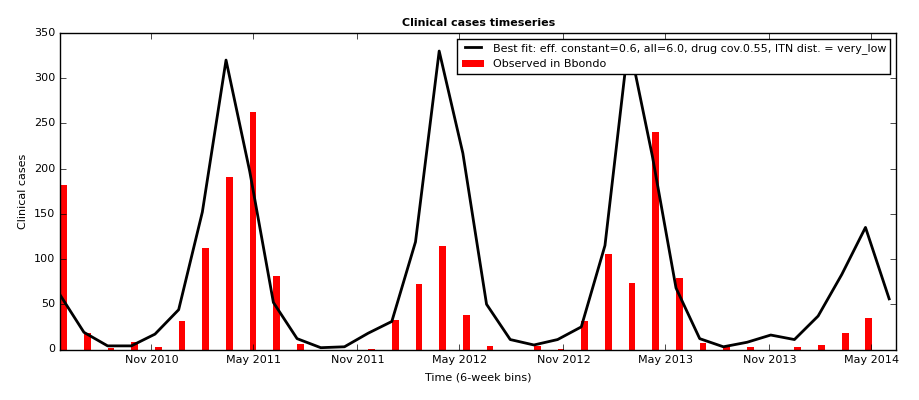 Clinical cases timeseries
Best fit: eff. constant=0.6, all=6.0, drug cov.0.55, ITN dist. = very_low
Observed in Bbondo
Clinical cases
350
300
250
200
150
100
50
0
Nov 2010 May 2011 Nov 2011 May 2012 Nov 2012 May 2013 Nov 2013 May 2014
Time (6-week bins)